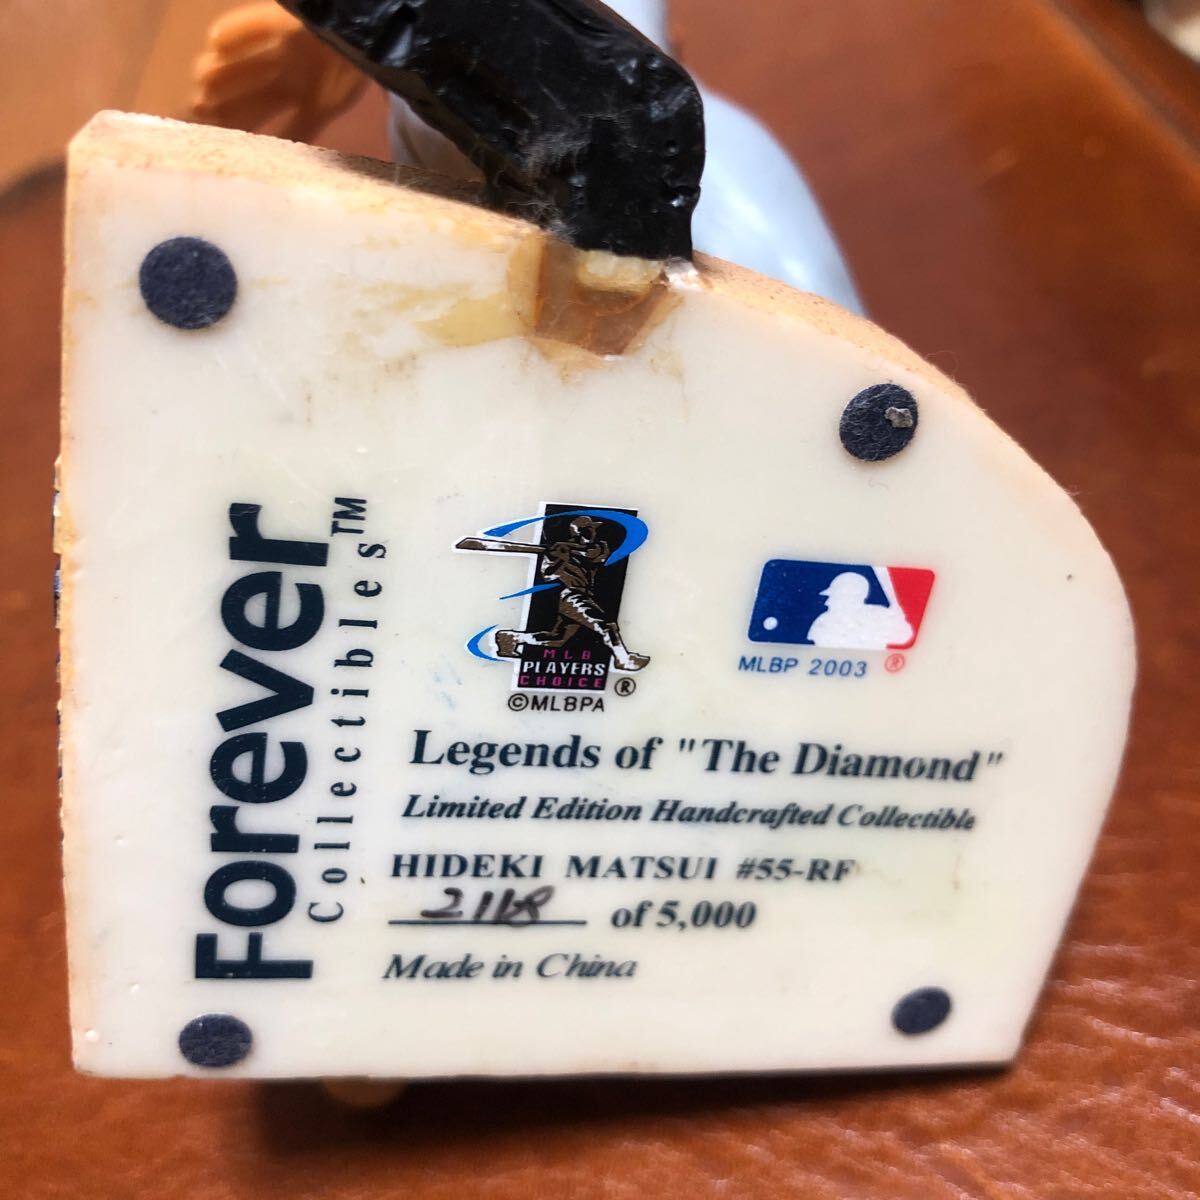 Forever
Collectibles™
MLB
PLAYERS
CHOICE ®
©MLBPA
MLBP 2003 ®
Legends of "The Diamond"
Limited Edition Handcrafted Collectible
HIDEKI MATSUI #55-RF
2118 of 5,000
Made in China